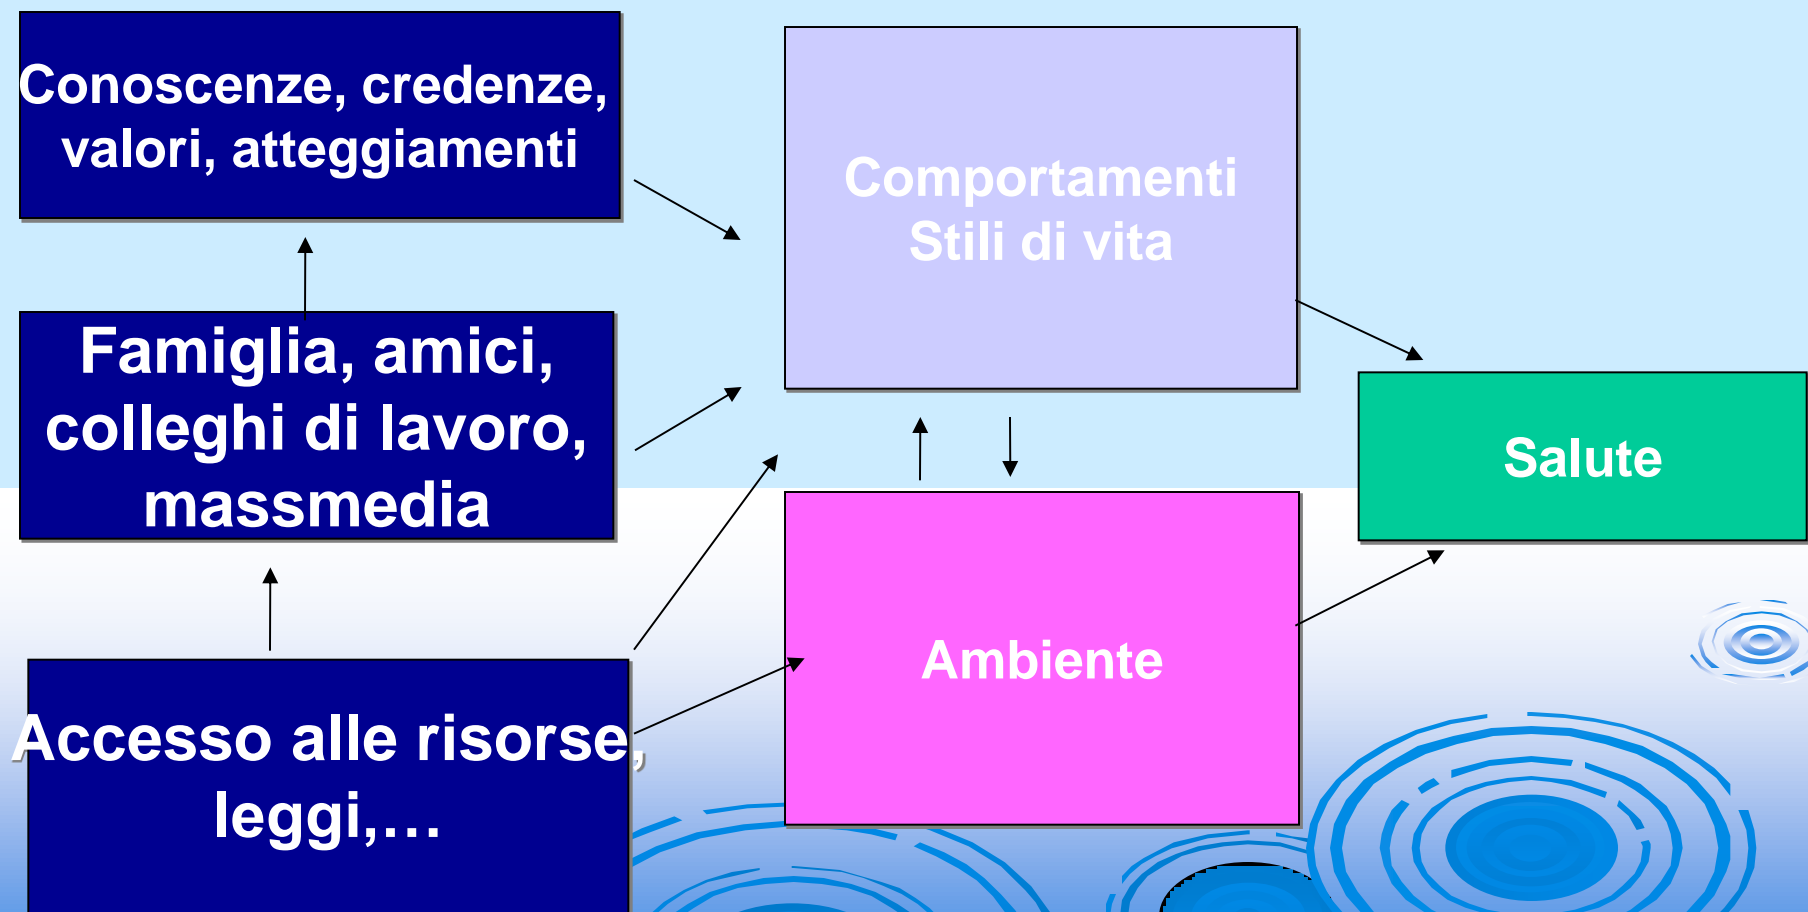 Conoscenze, credenze,
valori, atteggiamenti
Famiglia, amici,
colleghi di lavoro,
massmedia
Accesso alle risorse,
leggi,…
Comportamenti
Stili di vita
Ambiente
Salute